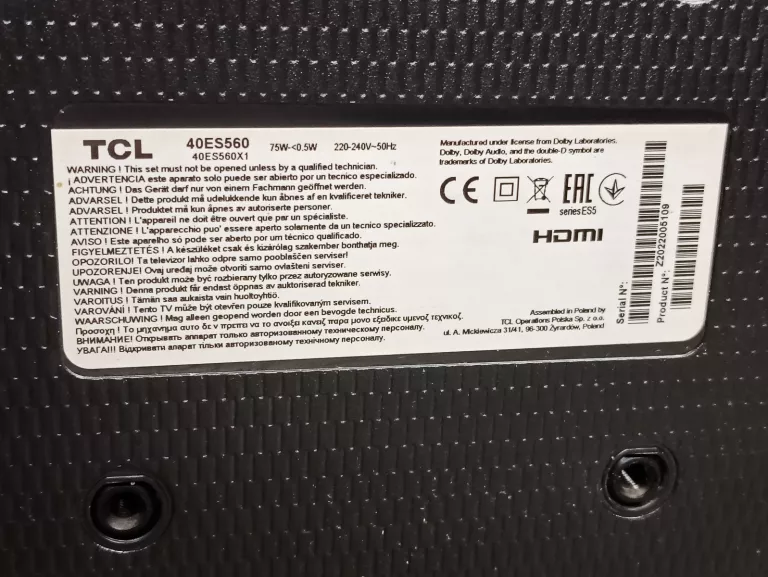 TCL
40ES560
40ES560X1
75W-<0.5W 220-240V~50Hz
Manufactured under license from Dolby Laboratories.
Dolby, Dolby Audio, and the double-D symbol are
trademarks of Dolby Laboratories.
WARNING ! This set must not be opened unless by a qualified technician.
¡ ADVERTENCIA este aparato solo puede ser abierto por un tecnico especializado.
ACHTUNG ! Das Gerät darf nur von einem Fachmann geöffnet werden.
ADVARSEL ! Dette produkt må udelukkende kun åbnes af en kvalificeret tekniker.
ADVARSEL ! Produktet må kun åpnes av autoriserte personer.
ATTENTION ! L'appareil ne doit être ouvert que par un spécialiste.
ATTENZIONE ! L'apparecchio puo' essere aperto solamente da un tecnico specializzato.
AVISO ! Este aparelho só pode ser aberto por um técnico qualificado.
FIGYELMEZTETÉS ! A készüléket csak és kizárólag szakember bonthatja meg.
OPOZORILO! Ta televizor lahko odpre samo pooblaščen serviser!
UPOZORENJE! Ovaj uredaj može otvoriti samo ovlašteni serviser.
UWAGA ! Ten produkt może być rozbierany tylko przez autoryzowane serwisy.
VARNING ! Denna produkt får endast öppnas av auktoriserad tekniker.
VAROITUS ! Tämän saa aukaista vain huoltoyhtiö.
VAROVÁNÍ ! Tento TV může být otevřen pouze kvalifikovaným servisem.
WAARSCHUWING ! Mag alleen geopend worden door een bevoegde technicus.
Προσοχη ! Το μηχανημα αυτο δε ν πρεπει να το ανοιξει κανεις παρα μονο εξειδικε υμενος τεχνικος.
ВНИМАНИЕ! Открывать аппарат только авторизованному техническому персоналу.
УВАГА!!! Відкривати апарат тільки авторизованому технічному персоналу.
CE
EAC
series ES5
HDMI
Assembled in Poland by
TCL Operations Polska Sp. z o.o.
ul. A. Mickiewicza 31/41, 96-300 Żyrardów, Poland
Serial N°:
Product N°: Z2022005109